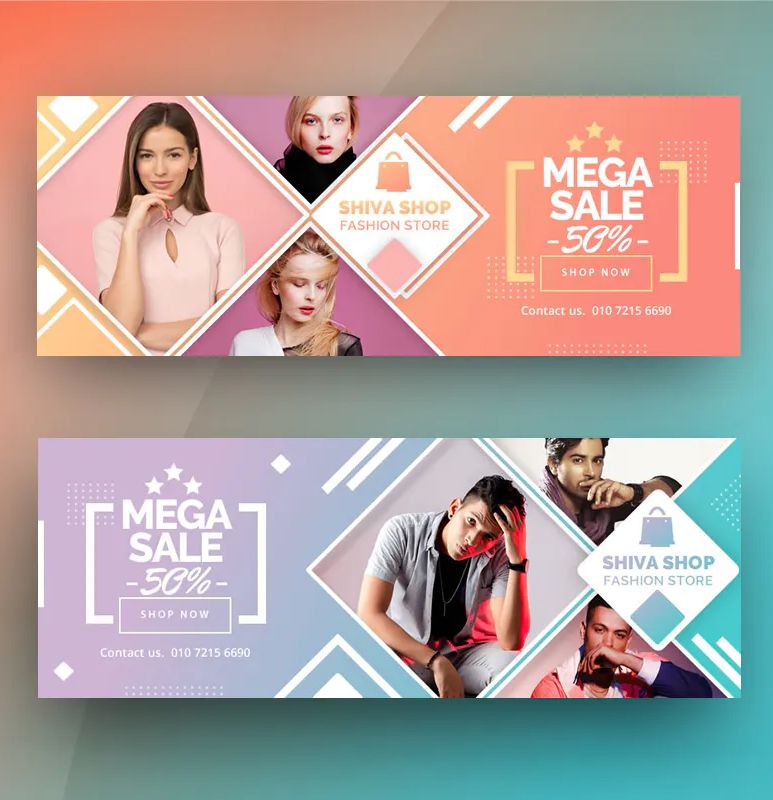 SHIVA SHOP
FASHION STORE
MEGA
SALE
-50%-
SHOP NOW
Contact us. 010 7215 6690
MEGA
SALE
-50%-
SHOP NOW
Contact us. 010 7215 6690
SHIVA SHOP
FASHION STORE